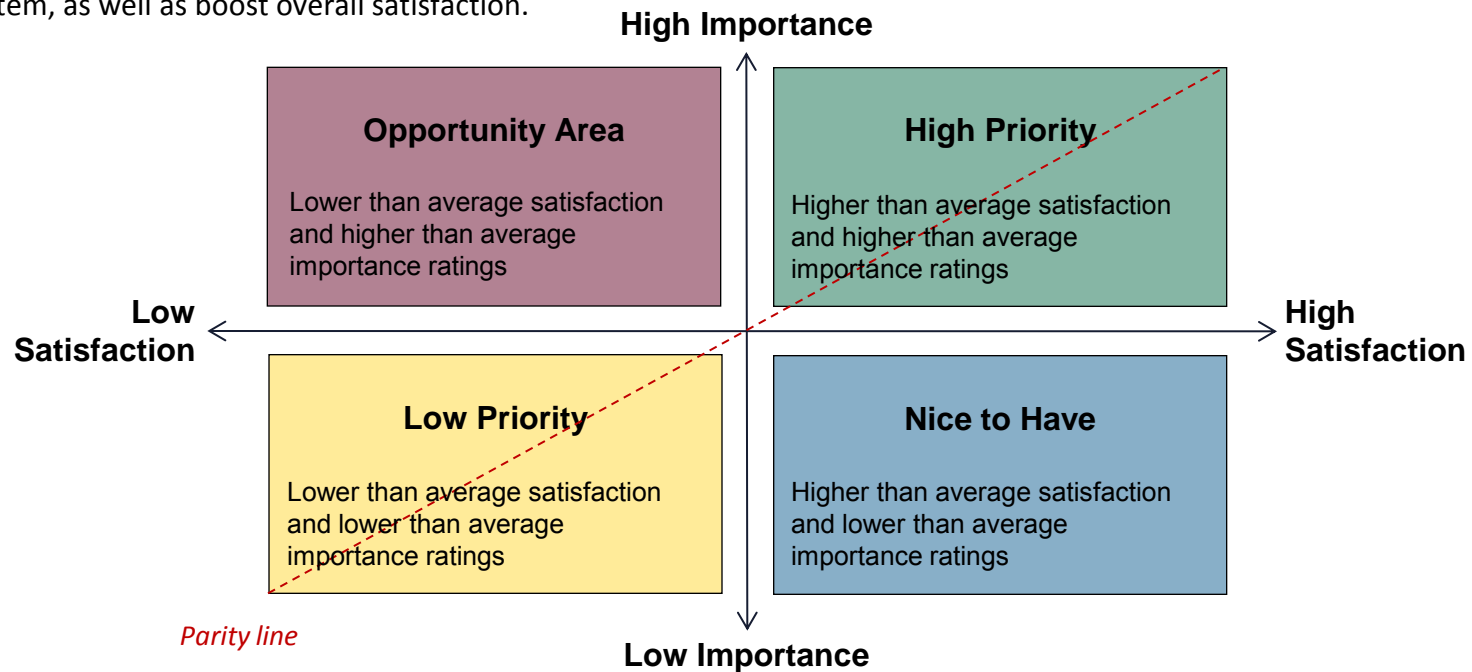 tem, as well as boost overall satisfaction.
High Importance
Opportunity Area
Lower than average satisfaction
and higher than average
importance ratings
High Priority
Higher than average satisfaction
and higher than average
importance ratings
Low
Satisfaction
High
Satisfaction
Low Priority
Lower than average satisfaction
and lower than average
importance ratings
Nice to Have
Higher than average satisfaction
and lower than average
importance ratings
Parity line
Low Importance